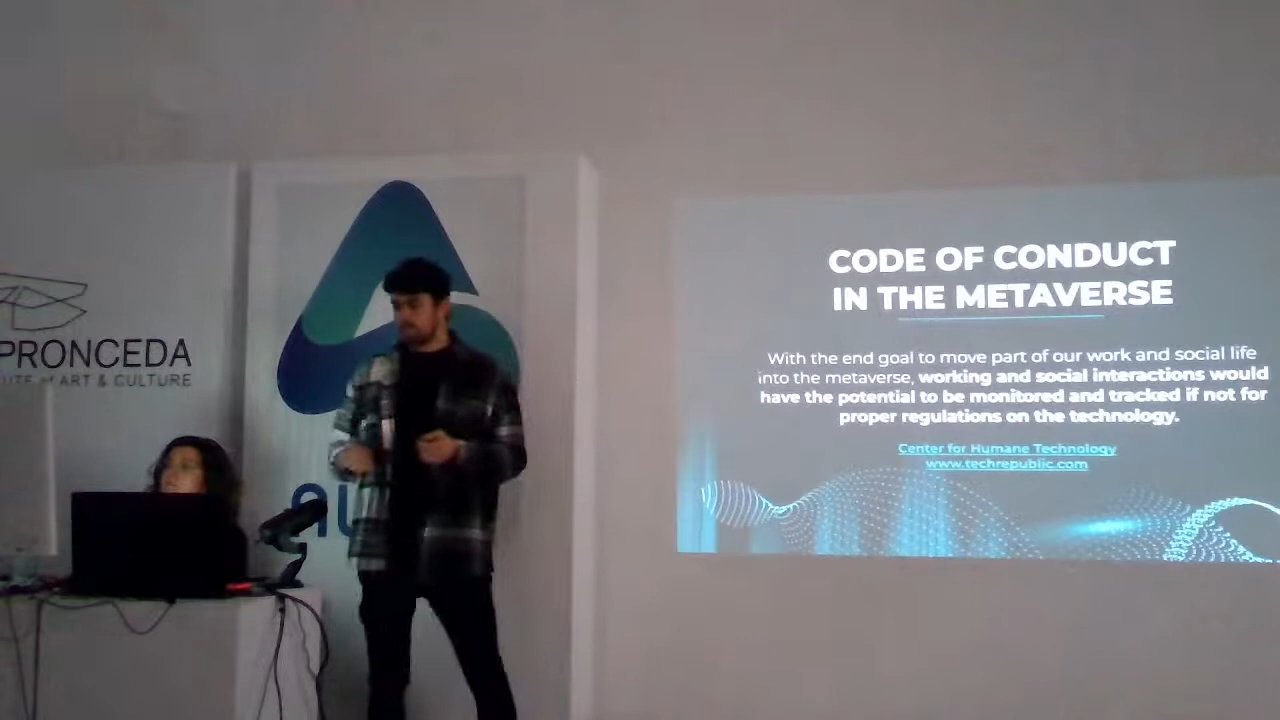 PRONCEDA
ART & CULTURE
CODE OF CONDUCT
IN THE METAVERSE
With the end goal to move part of our work and social life
into the metaverse, working and social interactions would
have the potential to be monitored and tracked if not for
proper regulations on the technology.
Center for Humane Technology
www.techrepublic.com